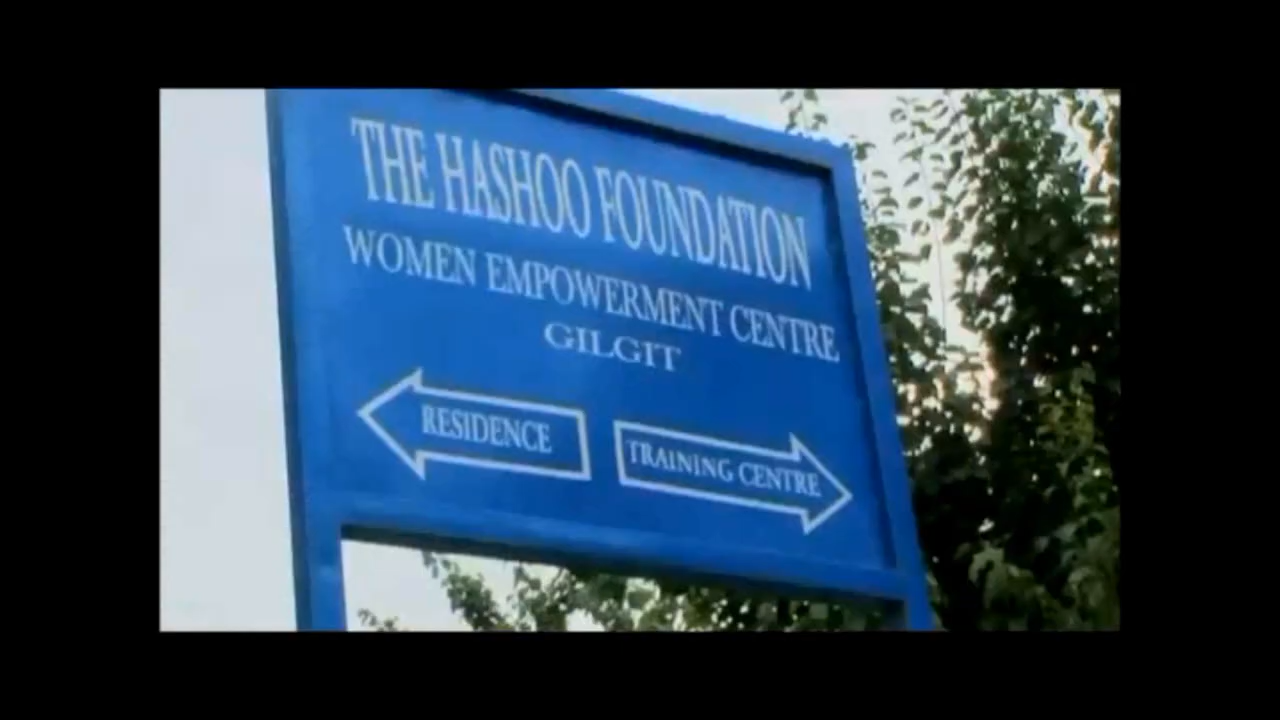 THE HASHOO FOUNDATION
WOMEN EMPOWERMENT CENTRE
GILGIT
RESIDENCE
TRAINING CENTRE